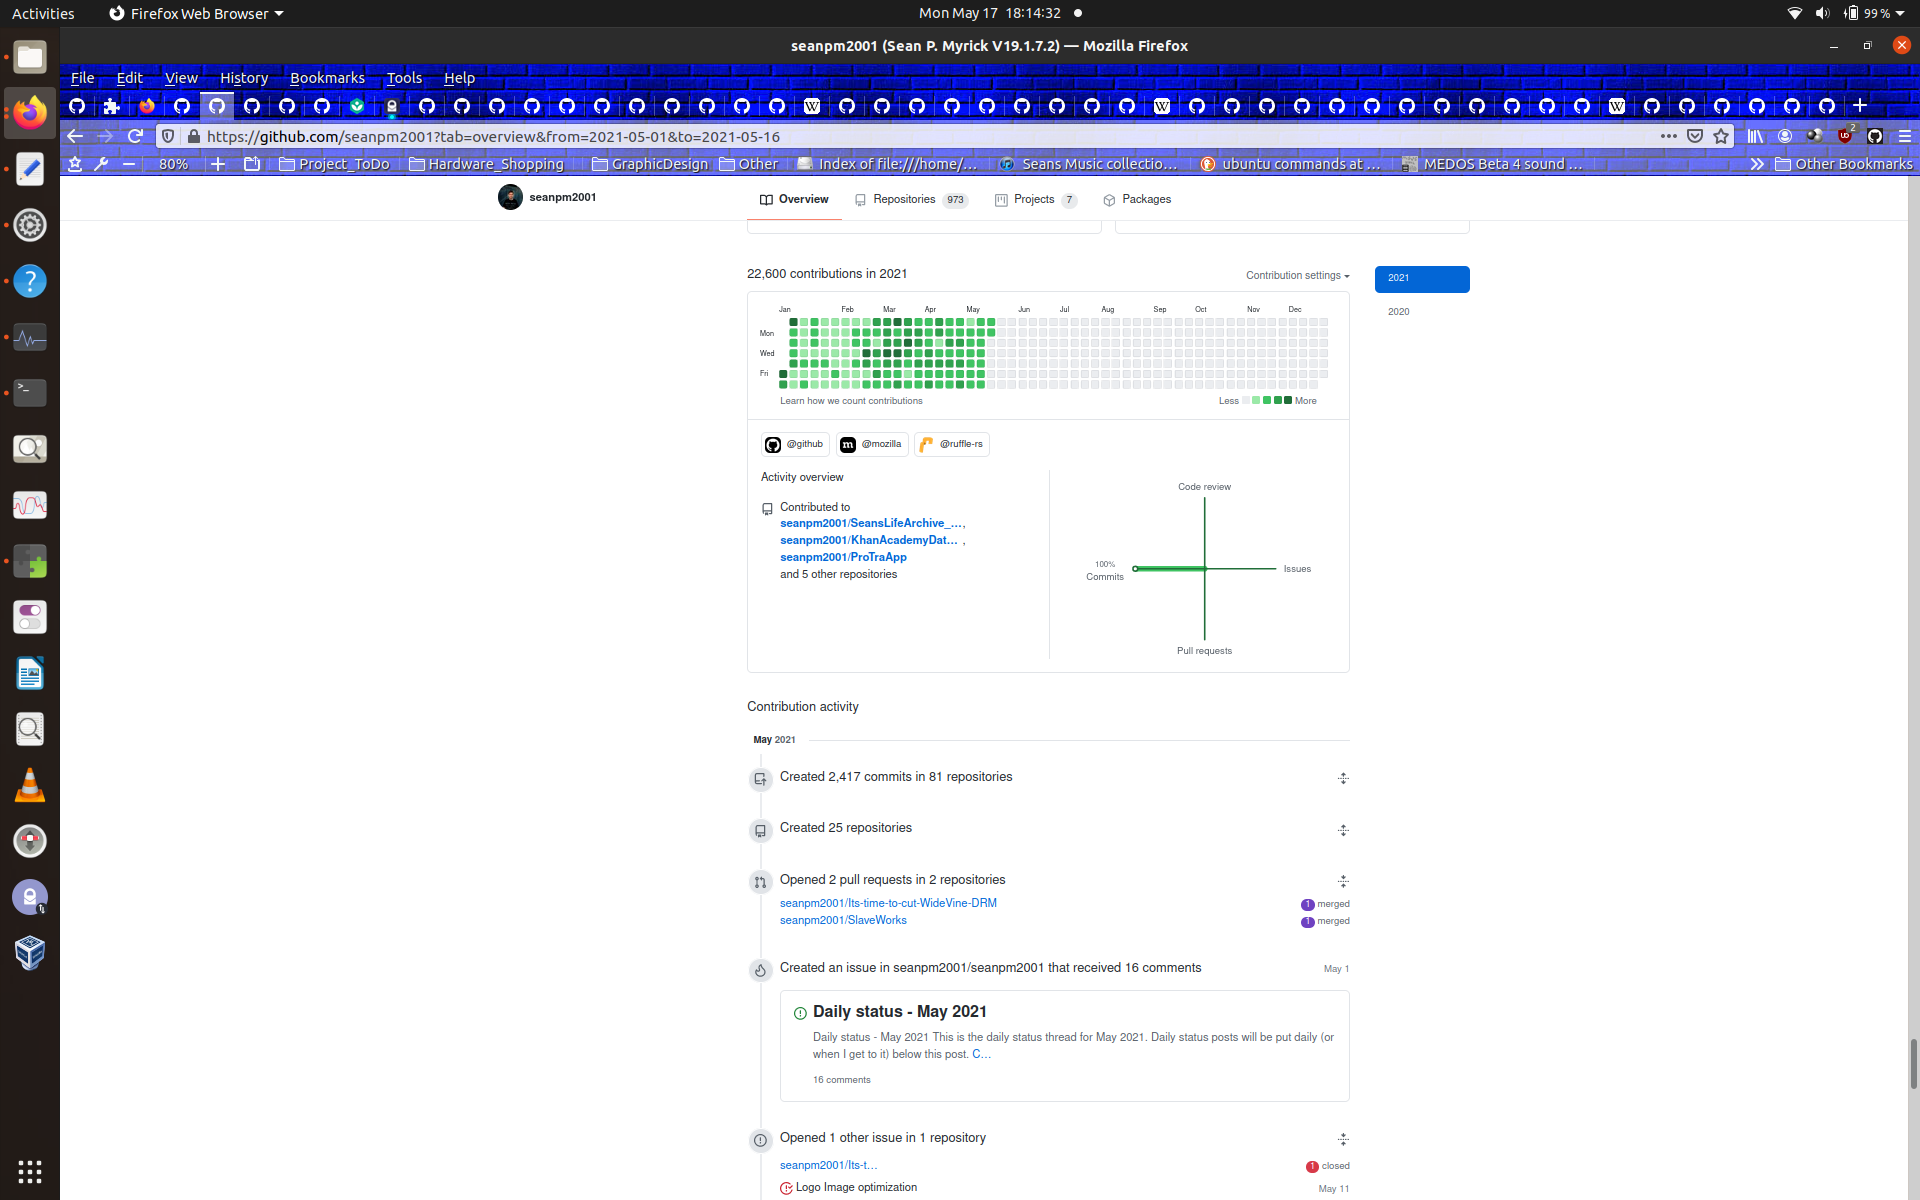 Activities
Firefox Web Browser
Mon May 17 18:14:32
99 %
seanpm2001 (Sean P. Myrick V19.1.7.2) — Mozilla Firefox
File Edit View History Bookmarks Tools Help
https://github.com/seanpm2001?tab=overview&from=2021-05-01&to=2021-05-16
2
80%
Project_ToDo
Hardware_Shopping
GraphicDesign
Other
Index of file:///home/…
Seans Music collectio…
ubuntu commands at …
MEDOS Beta 4 sound …
Other Bookmarks
seanpm2001
Overview
Repositories 973
Projects 7
Packages
22,600 contributions in 2021
Contribution settings
2021
2020
Jan Feb Mar Apr May Jun Jul Aug Sep Oct Nov Dec
Mon
Wed
Fri
Learn how we count contributions
Less More
@github
@mozilla
@ruffle-rs
Activity overview
Contributed to
seanpm2001/SeansLifeArchive_…,
seanpm2001/KhanAcademyDat… ,
seanpm2001/ProTraApp
and 5 other repositories
Code review
100%
Commits
Issues
Pull requests
Contribution activity
May 2021
Created 2,417 commits in 81 repositories
Created 25 repositories
Opened 2 pull requests in 2 repositories
seanpm2001/Its-time-to-cut-WideVine-DRM
1 merged
seanpm2001/SlaveWorks
1 merged
Created an issue in seanpm2001/seanpm2001 that received 16 comments
May 1
Daily status - May 2021
Daily status - May 2021 This is the daily status thread for May 2021. Daily status posts will be put daily (or
when I get to it) below this post. C…
16 comments
Opened 1 other issue in 1 repository
seanpm2001/Its-t…
1 closed
Logo Image optimization
May 11